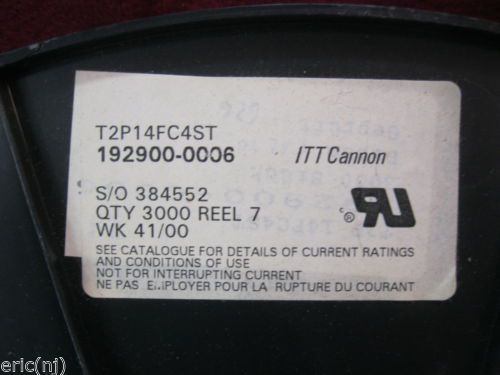 T2P14FC4ST
192900-0006 ITT Cannon
S/O 384552
QTY 3000 REEL 7
WK 41/00
SEE CATALOGUE FOR DETAILS OF CURRENT RATINGS
AND CONDITIONS OF USE
NOT FOR INTERRUPTING CURRENT
NE PAS EMPLOYER POUR LA RUPTURE DU COURANT
eric(nj)